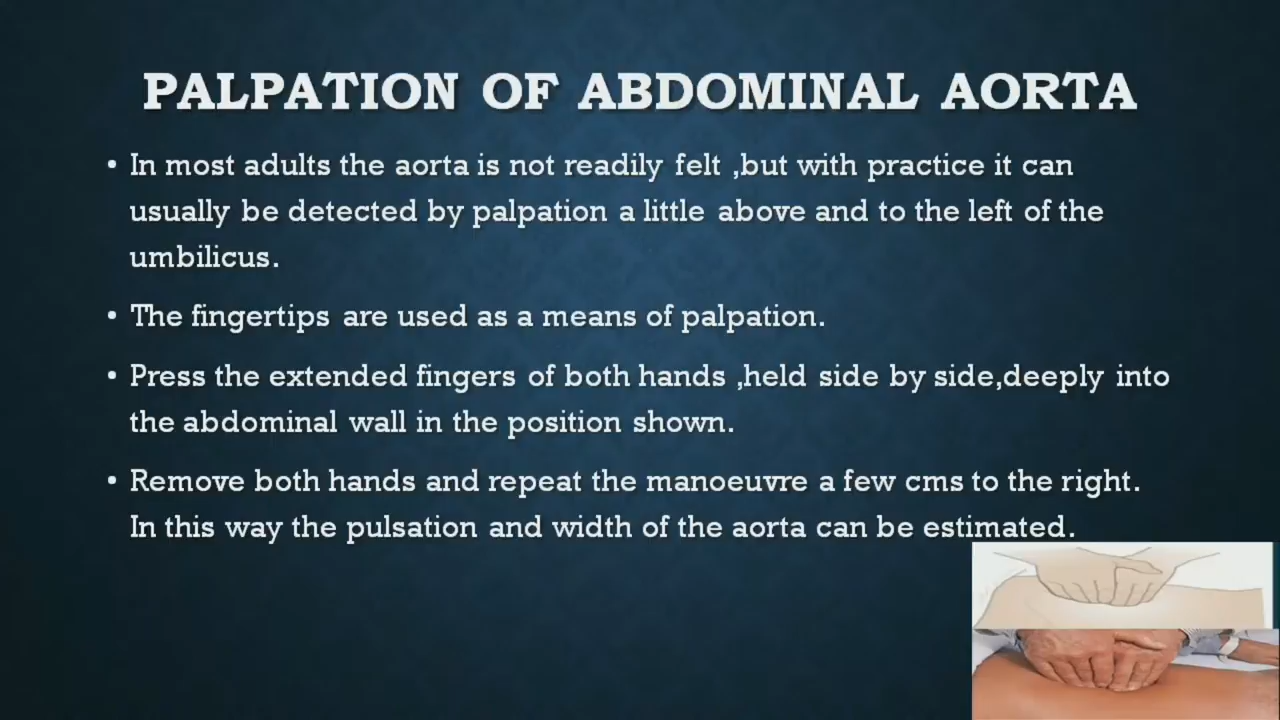 PALPATION OF ABDOMINAL AORTA
• In most adults the aorta is not readily felt ,but with practice it can
usually be detected by palpation a little above and to the left of the
umbilicus.
• The fingertips are used as a means of palpation.
• Press the extended fingers of both hands ,held side by side,deeply into
the abdominal wall in the position shown.
• Remove both hands and repeat the manoeuvre a few cms to the right.
In this way the pulsation and width of the aorta can be estimated.